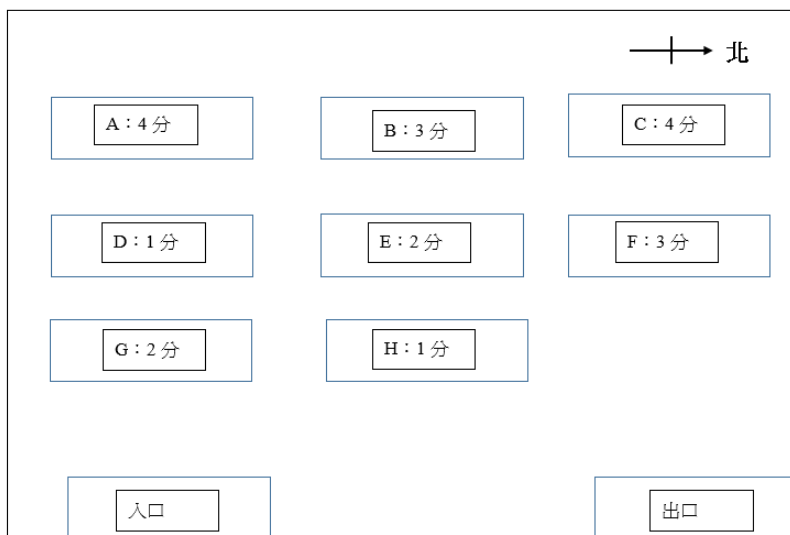 北
A：4 分
B：3 分
C：4 分
D：1 分
E：2 分
F：3 分
G：2 分
H：1 分
入口
出口